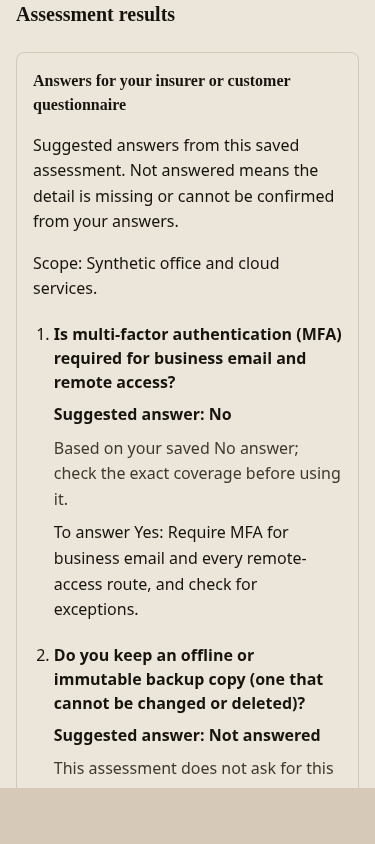 Assessment results
Answers for your insurer or customer
questionnaire
Suggested answers from this saved
assessment. Not answered means the
detail is missing or cannot be confirmed
from your answers.
Scope: Synthetic office and cloud
services.
1. Is multi-factor authentication (MFA)
required for business email and
remote access?
Suggested answer: No
Based on your saved No answer;
check the exact coverage before using
it.
To answer Yes: Require MFA for
business email and every remote-
access route, and check for
exceptions.
2. Do you keep an offline or
immutable backup copy (one that
cannot be changed or deleted)?
Suggested answer: Not answered
This assessment does not ask for this